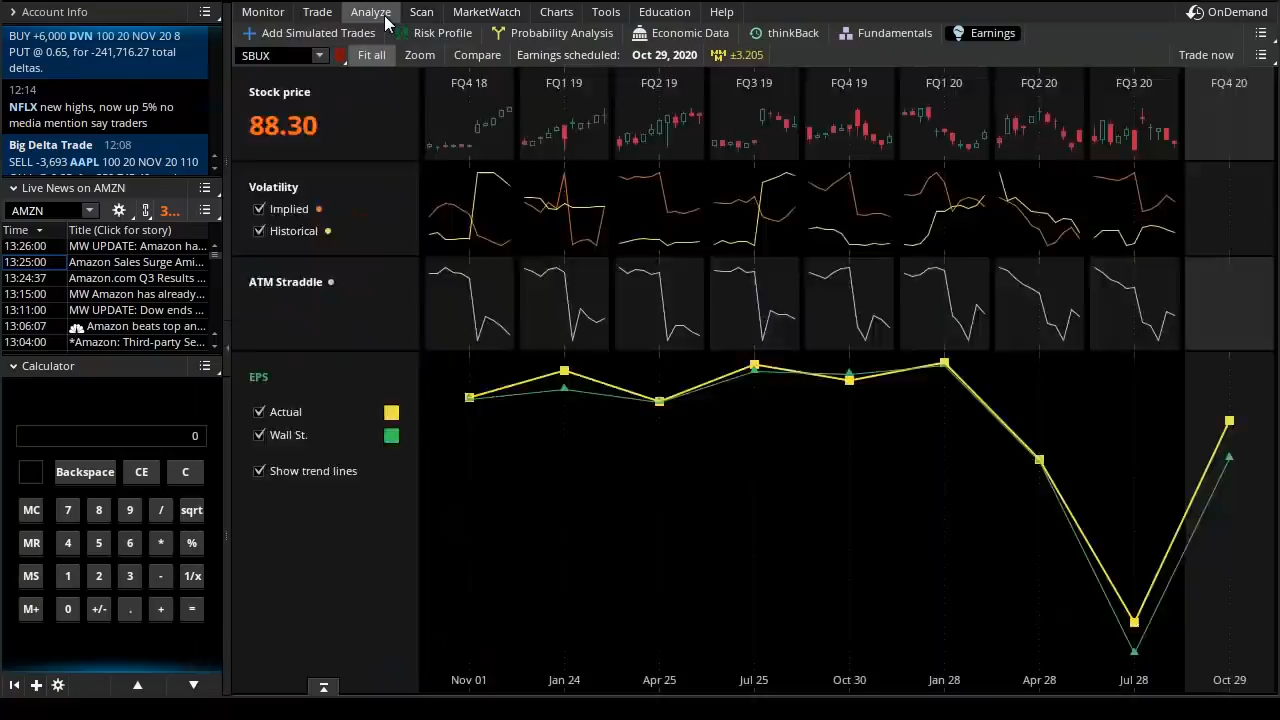 Account Info
BUY +6,000 DVN 100 20 NOV 20 8
PUT @ 0.65, for -241,716.27 total
deltas.
12:14
NFLX new highs, now up 5% no
media mention say traders
Big Delta Trade 12:08
SELL -3,693 AAPL 100 20 NOV 20 110
Live News on AMZN
AMZN 3...
Time Title (Click for story)
13:26:00 MW UPDATE: Amazon ha...
13:25:00 Amazon Sales Surge Ami...
13:24:37 Amazon.com Q3 Results ...
13:15:00 MW Amazon has already...
13:11:00 MW UPDATE: Dow ends ...
13:06:07 Amazon beats top an...
13:04:00 *Amazon: Third-party Se...
Calculator
0
Backspace CE C
MC 7 8 9 / sqrt
MR 4 5 6 * %
MS 1 2 3 - 1/x
M+ 0 +/- . + =
Monitor Trade Analyze Scan MarketWatch Charts Tools Education Help OnDemand
Add Simulated Trades Risk Profile Probability Analysis Economic Data thinkBack Fundamentals Earnings
SBUX Fit all Zoom Compare Earnings scheduled: Oct 29, 2020 ±3.205 Trade now
FQ4 18 FQ1 19 FQ2 19 FQ3 19 FQ4 19 FQ1 20 FQ2 20 FQ3 20 FQ4 20
Stock price
88.30
Volatility
Implied
Historical
ATM Straddle
EPS
Actual
Wall St.
Show trend lines
Nov 01 Jan 24 Apr 25 Jul 25 Oct 30 Jan 28 Apr 28 Jul 28 Oct 29